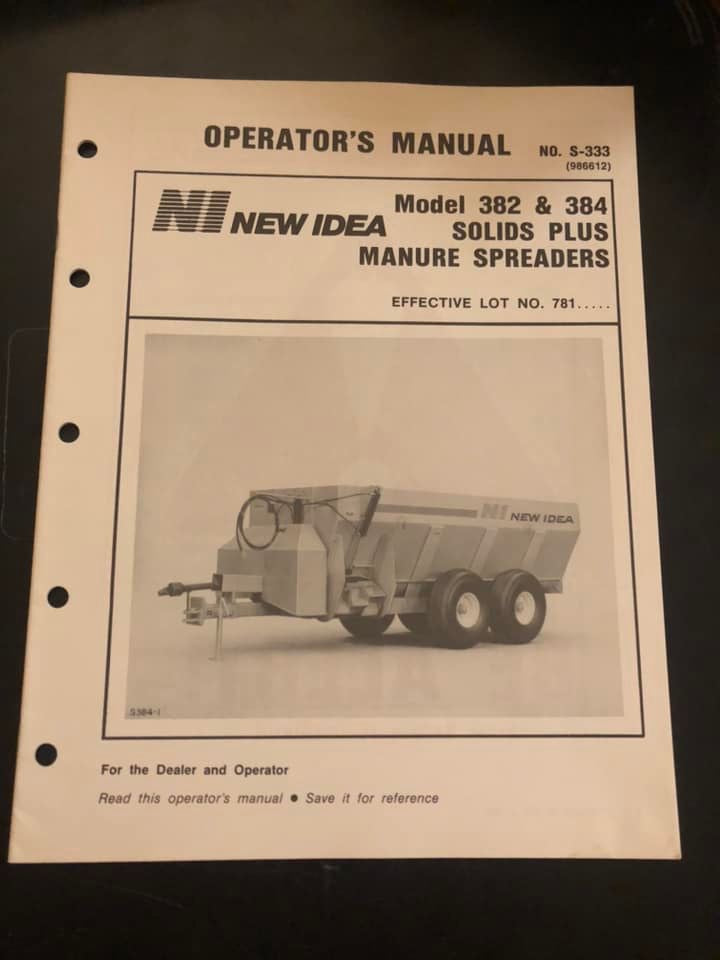 OPERATOR'S MANUAL NO. S-333
(986612)
NI NEW IDEA
Model 382 & 384
SOLIDS PLUS
MANURE SPREADERS
EFFECTIVE LOT NO. 781.....
NI NEW IDEA
S384-1
For the Dealer and Operator
Read this operator's manual ● Save it for reference